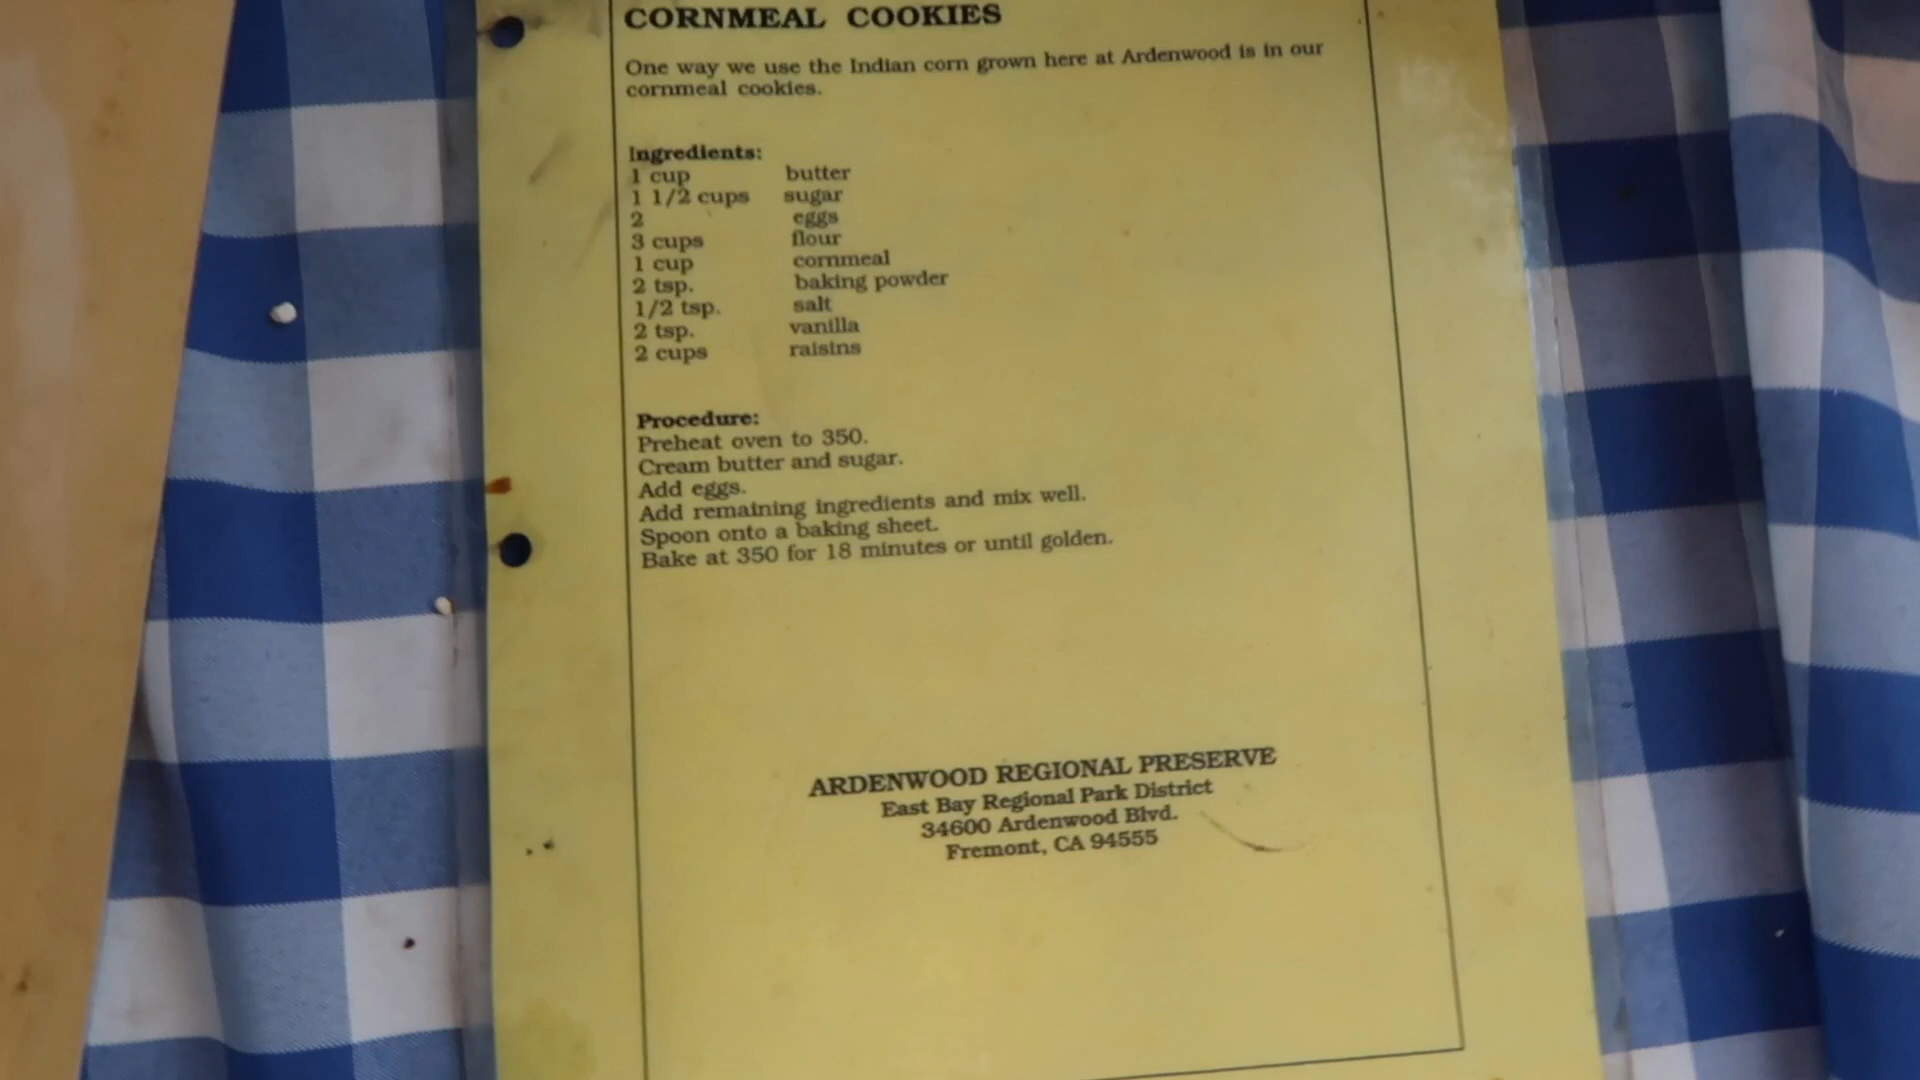 CORNMEAL COOKIES
One way we use the Indian corn grown here at Ardenwood is in our
cornmeal cookies.
Ingredients:
1 cup butter
1 1/2 cups sugar
2 eggs
3 cups flour
1 cup cornmeal
2 tsp. baking powder
1/2 tsp. salt
2 tsp. vanilla
2 cups raisins
Procedure:
Preheat oven to 350.
Cream butter and sugar.
Add eggs.
Add remaining ingredients and mix well.
Spoon onto a baking sheet.
Bake at 350 for 18 minutes or until golden.
ARDENWOOD REGIONAL PRESERVE
East Bay Regional Park District
34600 Ardenwood Blvd.
Fremont, CA 94555